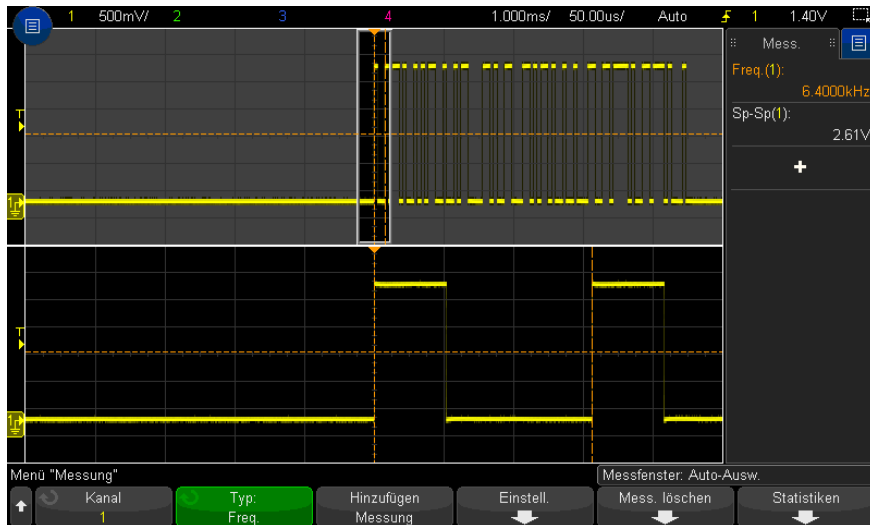 1 500mV/ 2 3 4 1.000ms/ 50.00us/ Auto 1 1.40V
Mess.
Freq.(1):
6.4000kHz
Sp-Sp(1):
2.61V
+
T
1
T
1
Menü "Messung"
Messfenster: Auto-Ausw.
Kanal
1
Typ:
Freq.
Hinzufügen
Messung
Einstell.
Mess. löschen
Statistiken